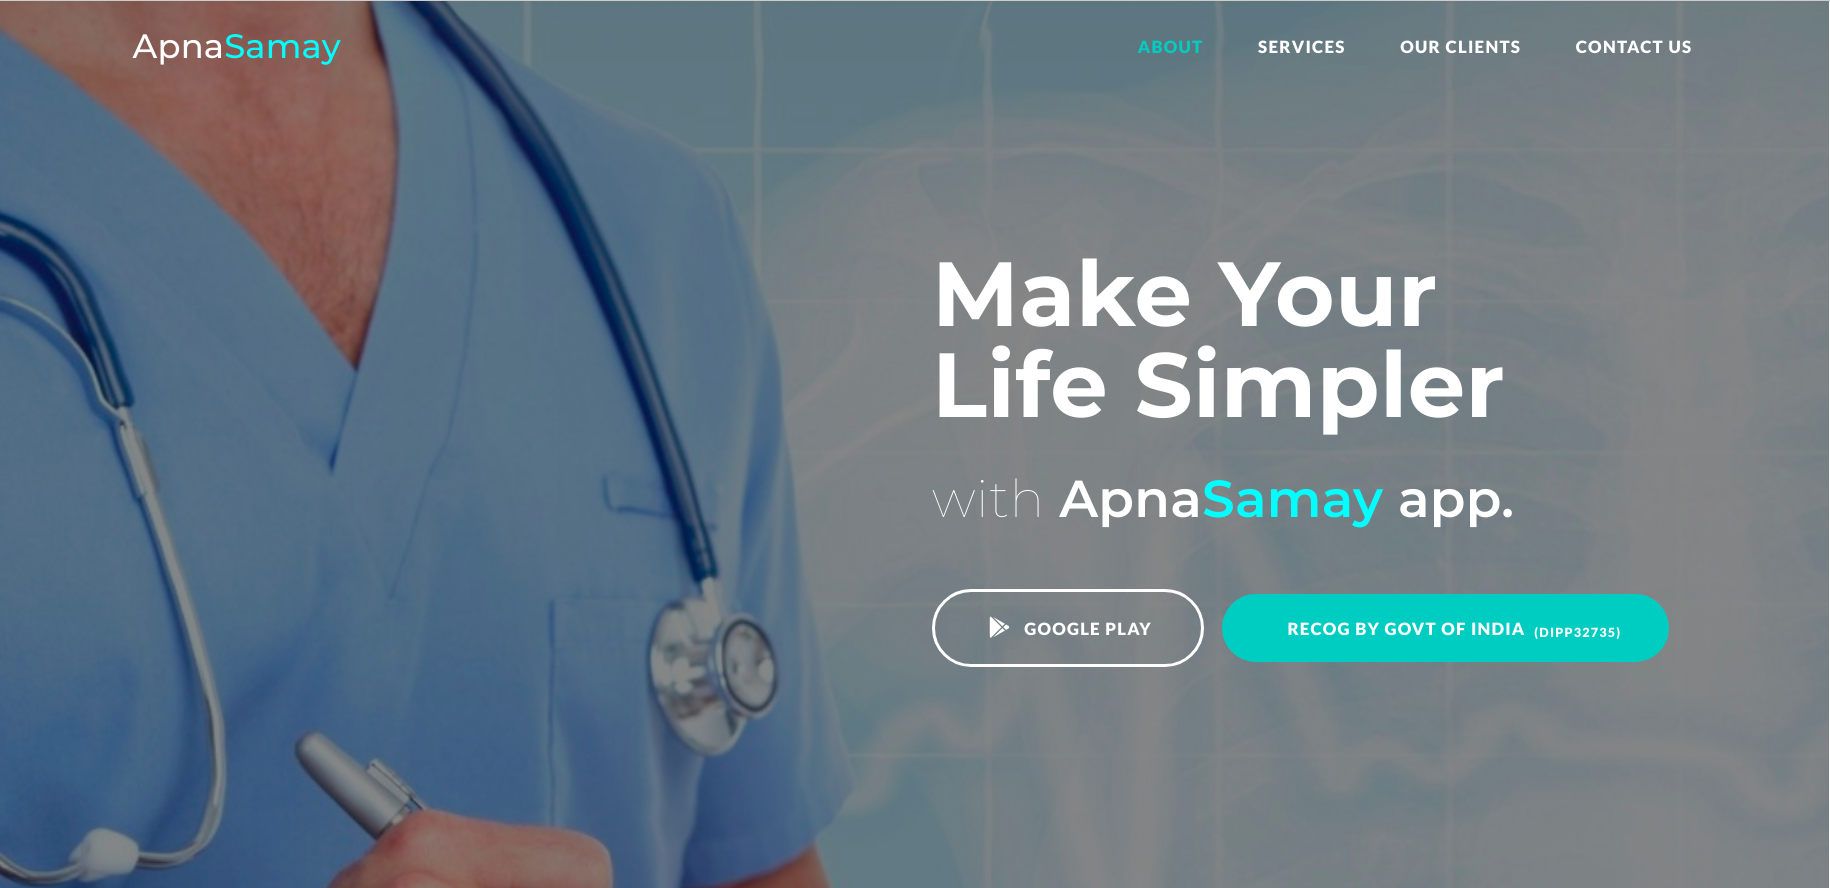 ApnaSamay
ABOUT SERVICES OUR CLIENTS CONTACT US
Make Your
Life Simpler
with ApnaSamay app.
GOOGLE PLAY
RECOG BY GOVT OF INDIA (DIPP32735)